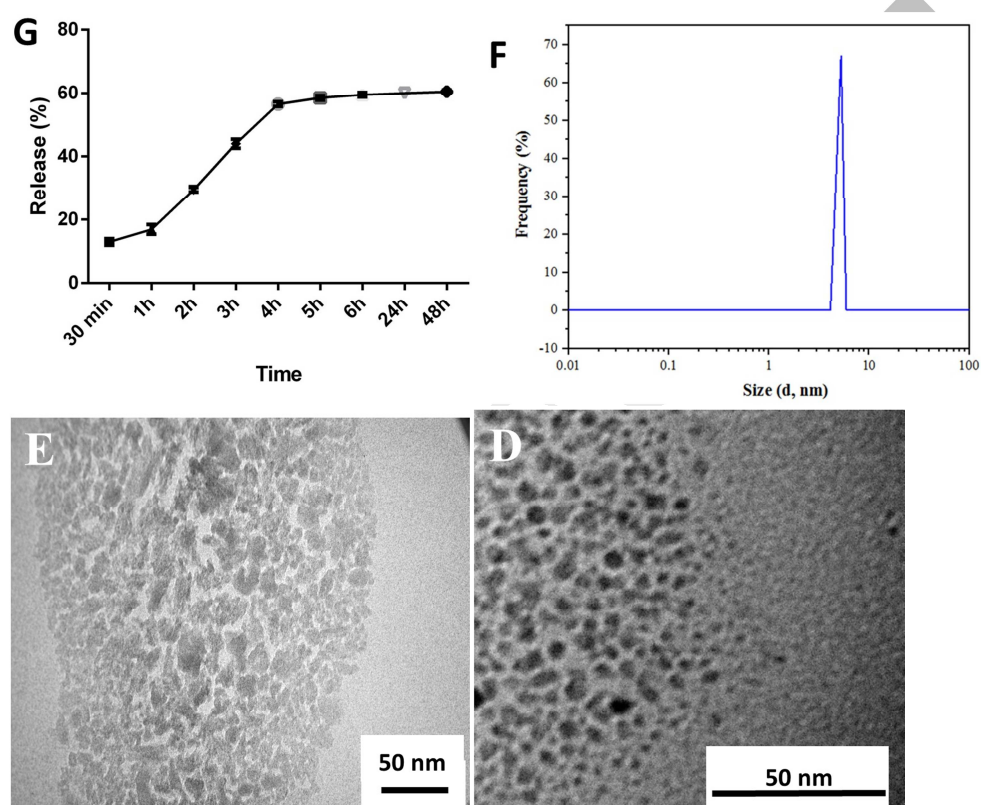 G
Release (%)
80
60
40
20
0
30 min 1h 2h 3h 4h 5h 6h 24h 48h
Time
F
Frequency (%)
70
60
50
40
30
20
10
0
-10
0.01 0.1 1 10 100
Size (d, nm)
E
50 nm
D
50 nm